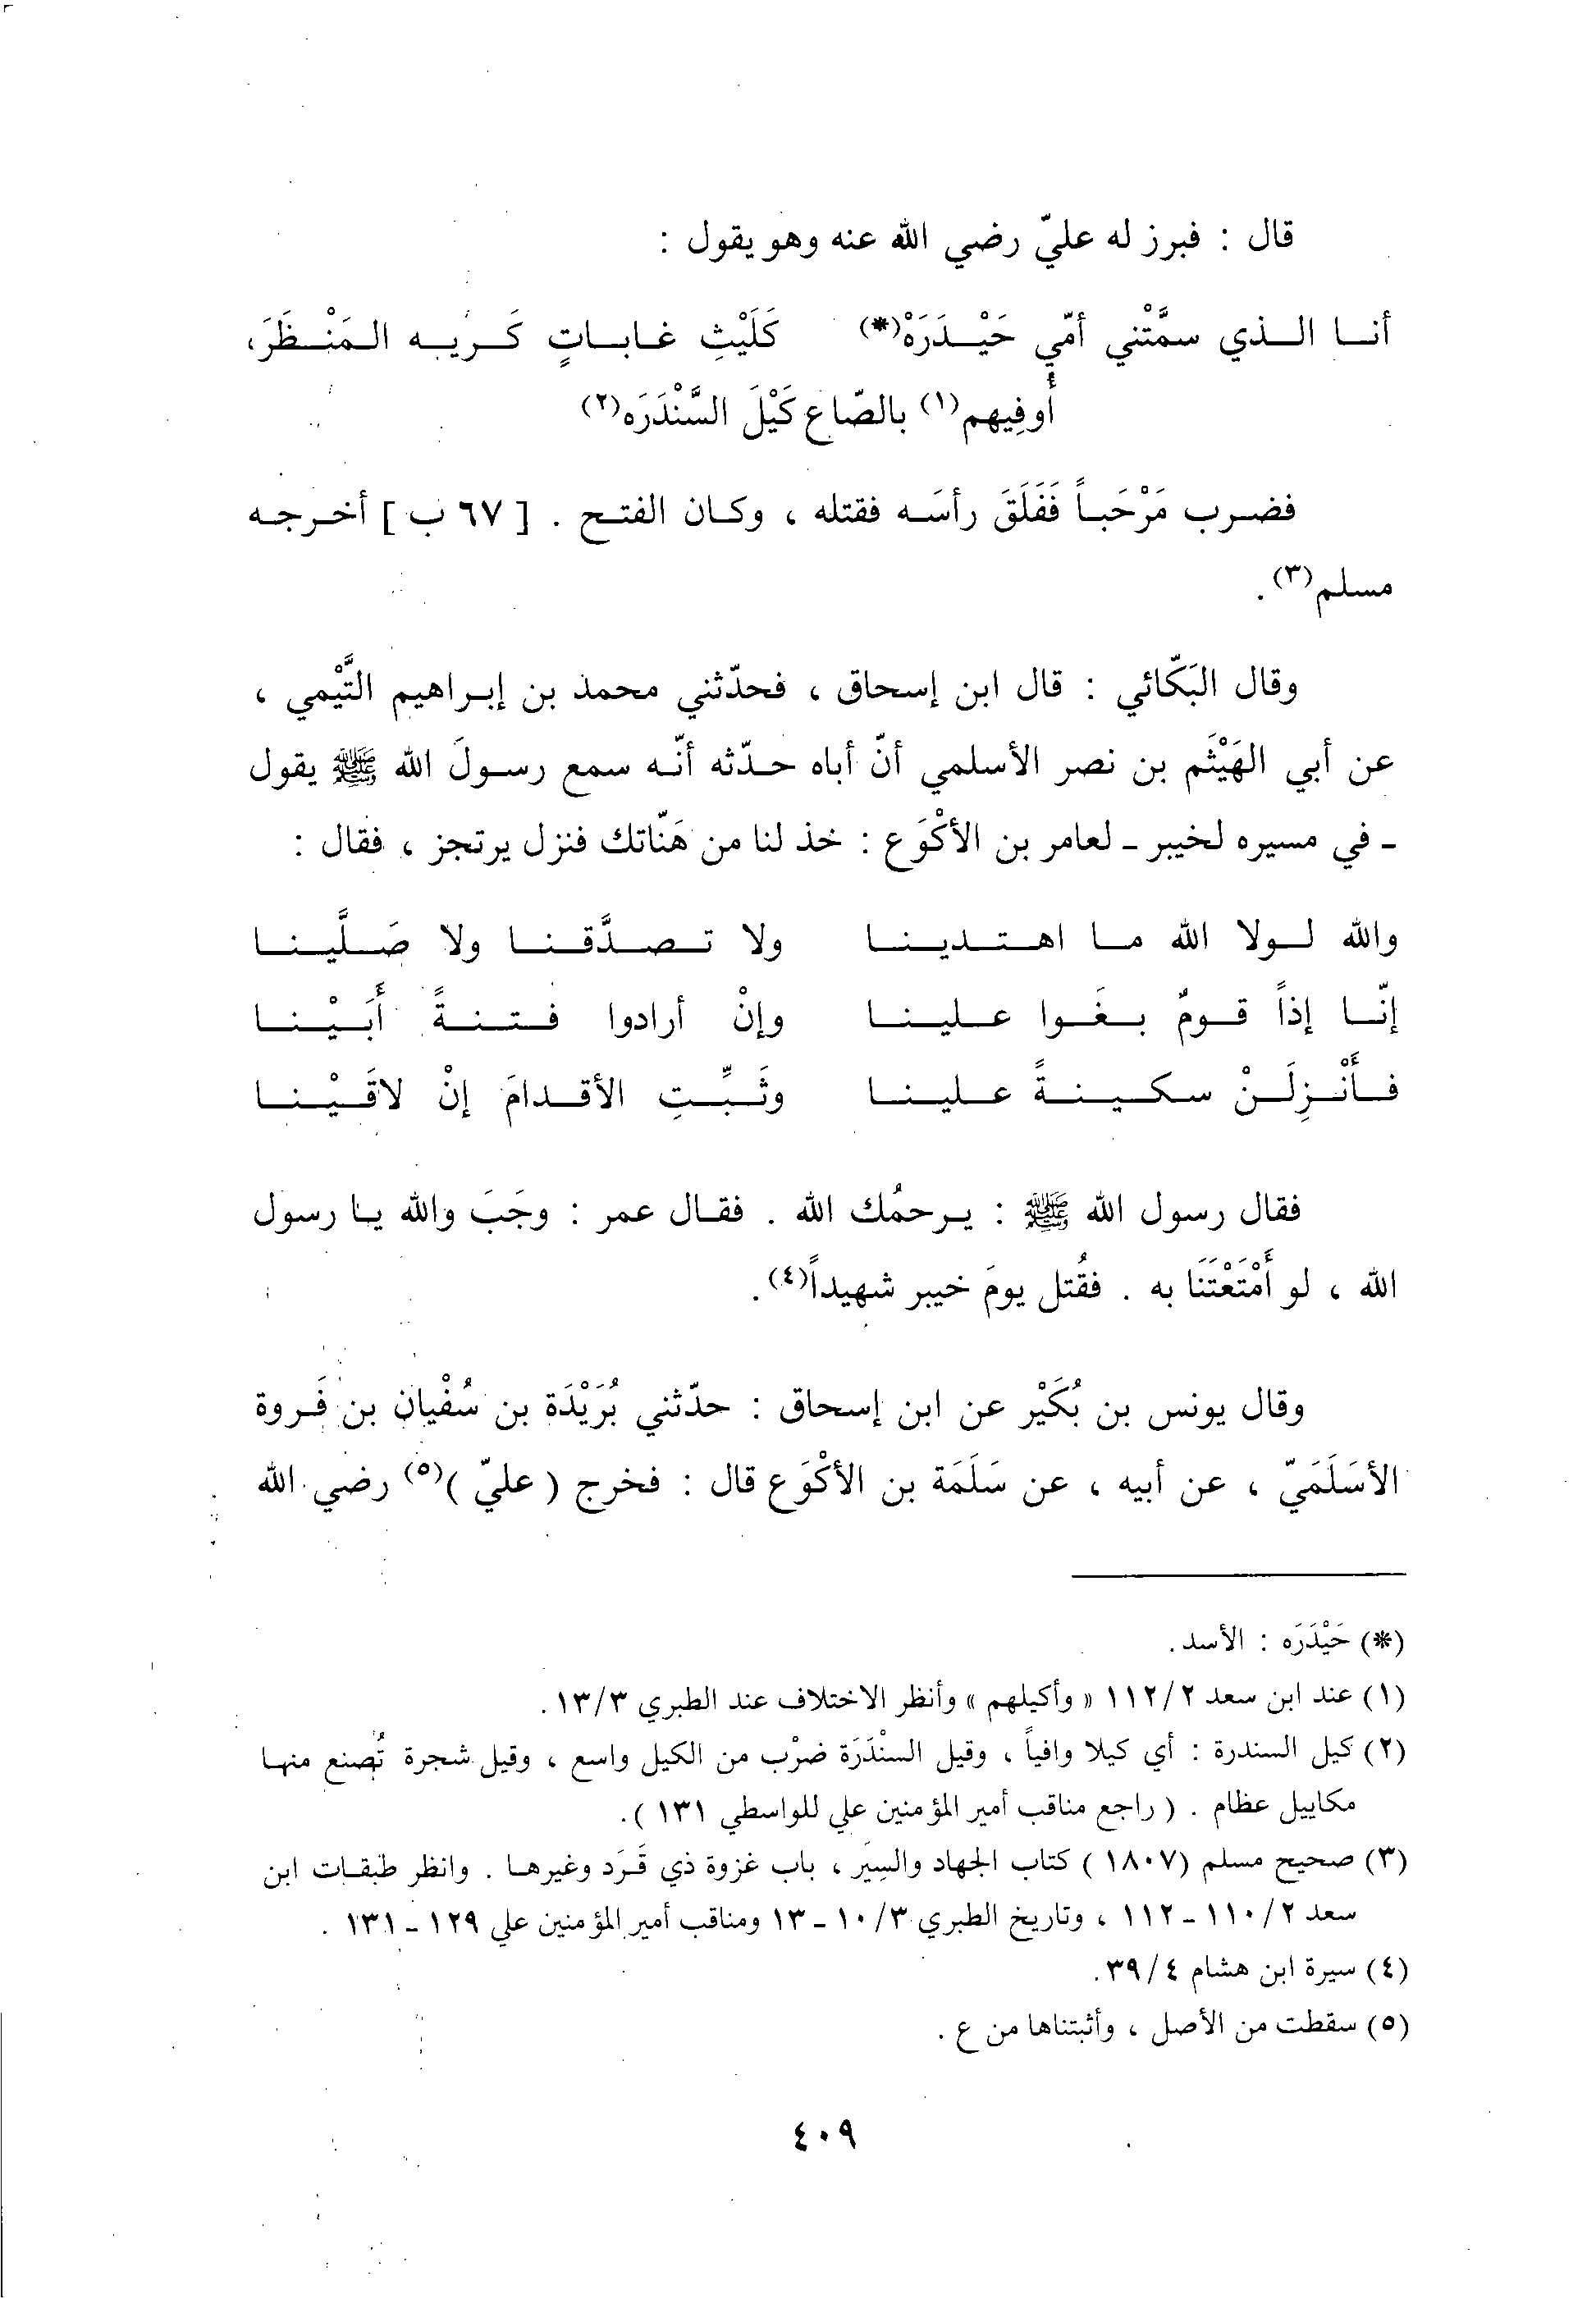 قال : فبرز له عليّ رضي الله عنه وهو يقول :
أنا الذي سمَّتْني أمّي حَيْدَرَهْ(*) كَلَيْثِ غاباتٍ كَرِيه المَنْظَرَه
أُوفِيهم(١) بالصّاع كَيْلَ السَّنْدَرَه(٢)
فضرب مَرْحَباً فَفَلَقَ رأسَه فقتله ، وكان الفتح . [ ٦٧ ب ] أخرجه
مسلم(٣) .
وقال البَكّائي : قال ابن إسحاق ، فحدّثني محمد بن إبراهيم التَّيْمي ،
عن أبي الهَيْثَم بن نصر الأسلمي أنّ أباه حدّثه أنّه سمع رسولَ الله ﷺ يقول
- في مسيره لخيبر - لعامر بن الأكْوَع : خذ لنا من هَنّاتك فنزل يرتجز ، فقال :
والله لولا الله ما اهتدينا ولا تصدَّقنا ولا صَلَّينا
إنّا إذاً قومٌ بغَوا علينا وإنْ أرادوا فتنةً أَبَيْنا
فأَنْزِلَنْ سكينةً علينا وثَبِّتِ الأقدامَ إنْ لاقَيْنا
فقال رسول الله ﷺ : يرحمُك الله . فقال عمر : وجَبَ والله يا رسول
الله ، لو أَمْتَعْتَنَا به . فقُتل يومَ خيبر شهيداً(٤) .
وقال يونس بن بُكَيْر عن ابن إسحاق : حدّثني بُرَيْدَة بن سُفْيان بن فَروة
الأسَلَمَيّ ، عن أبيه ، عن سَلَمَة بن الأكْوَع قال : فخرج ( عليّ )(٥) رضي الله
(*) حَيْدَرَه : الأسد .
(١) عند ابن سعد ١١٢/٢ « وأكيلهم » وأنظر الاختلاف عند الطبري ١٣/٣ .
(٢) كيل السندرة : أي كيلا وافياً ، وقيل السنْدَرَة ضرْب من الكيل واسع ، وقيل شجرة تُصنع منها
مكاييل عظام . ( راجع مناقب أمير المؤمنين علي للواسطي ١٣١ ) .
(٣) صحيح مسلم (١٨٠٧ ) كتاب الجهاد والسِيَر ، باب غزوة ذي قَرَد وغيرها . وانظر طبقات ابن
سعد ١١٠/٢ - ١١٢ ، وتاريخ الطبري ١٠/٣ - ١٣ ومناقب أمير المؤمنين علي ١٢٩ - ١٣١ .
(٤) سيرة ابن هشام ٣٩/٤ .
(٥) سقطت من الأصل ، وأثبتناها من ع .
٤٠٩